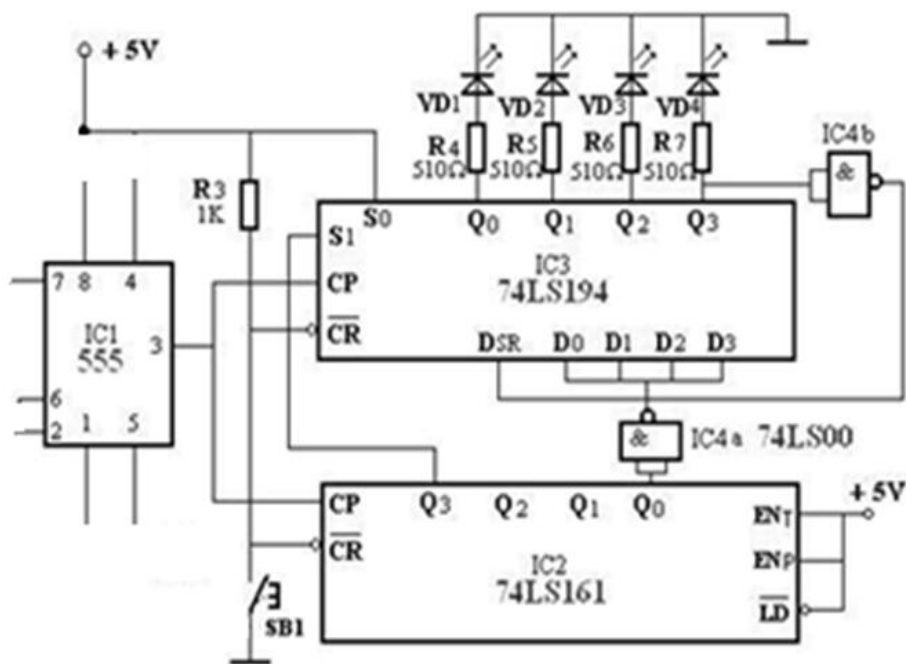 + 5V
VD1 VD2 VD3 VD4
R4 R5 R6 R7
510Ω 510Ω 510Ω 510Ω
IC4b
&
R3
1K
S0 Q0 Q1 Q2 Q3
S1
IC3
CP
74LS194
CR
DSR D0 D1 D2 D3
7 8 4
IC1
3
555
6
2 1 5
&
IC4a 74LS00
+ 5V
CP Q3 Q2 Q1 Q0
ENT
CR
IC2
ENP
74LS161
LD
SB1